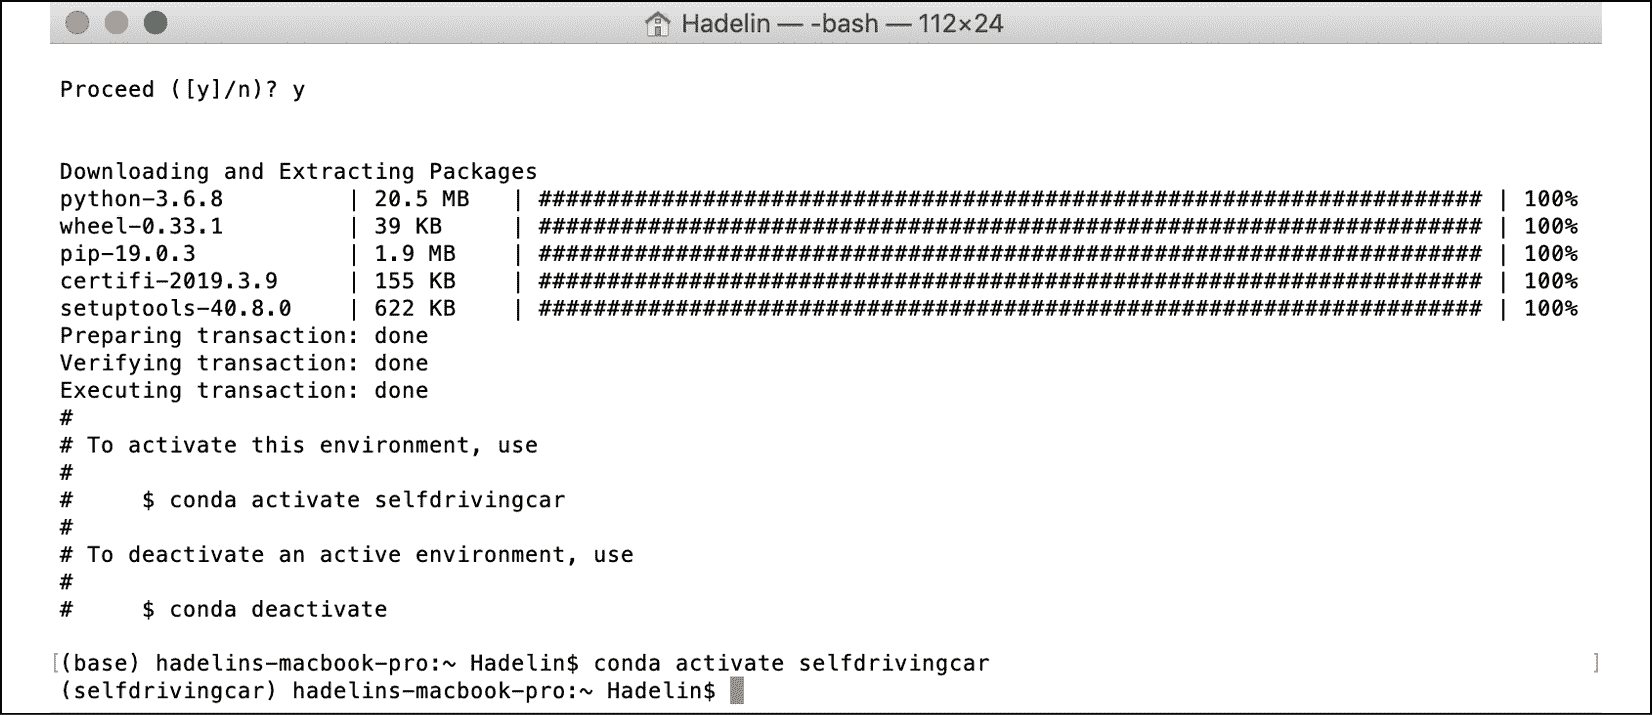 Hadelin — -bash — 112×24
Proceed ([y]/n)? y
Downloading and Extracting Packages
python-3.6.8         | 20.5 MB   | ##################################################################### | 100%
wheel-0.33.1         | 39 KB     | ##################################################################### | 100%
pip-19.0.3           | 1.9 MB    | ##################################################################### | 100%
certifi-2019.3.9     | 155 KB    | ##################################################################### | 100%
setuptools-40.8.0    | 622 KB    | ##################################################################### | 100%
Preparing transaction: done
Verifying transaction: done
Executing transaction: done
#
# To activate this environment, use
#
#     $ conda activate selfdrivingcar
#
# To deactivate an active environment, use
#
#     $ conda deactivate
[(base) hadelins-macbook-pro:~ Hadelin$ conda activate selfdrivingcar ]
(selfdrivingcar) hadelins-macbook-pro:~ Hadelin$